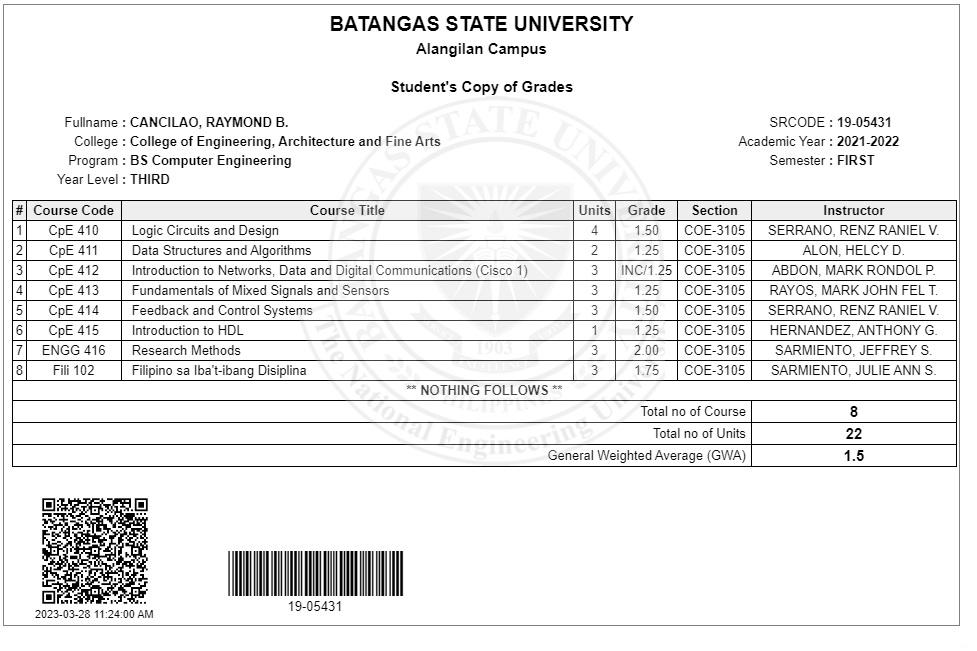 BATANGAS STATE UNIVERSITY
Alangilan Campus
Student's Copy of Grades
Fullname : CANCILAO, RAYMOND B. SRCODE : 19-05431
College : College of Engineering, Architecture and Fine Arts Academic Year : 2021-2022
Program : BS Computer Engineering Semester : FIRST
Year Level : THIRD
# Course Code Course Title Units Grade Section Instructor
1 CpE 410 Logic Circuits and Design 4 1.50 COE-3105 SERRANO, RENZ RANIEL V.
2 CpE 411 Data Structures and Algorithms 2 1.25 COE-3105 ALON, HELCY D.
3 CpE 412 Introduction to Networks, Data and Digital Communications (Cisco 1) 3 INC/1.25 COE-3105 ABDON, MARK RONDOL P.
4 CpE 413 Fundamentals of Mixed Signals and Sensors 3 1.25 COE-3105 RAYOS, MARK JOHN FEL T.
5 CpE 414 Feedback and Control Systems 3 1.50 COE-3105 SERRANO, RENZ RANIEL V.
6 CpE 415 Introduction to HDL 1 1.25 COE-3105 HERNANDEZ, ANTHONY G.
7 ENGG 416 Research Methods 3 2.00 COE-3105 SARMIENTO, JEFFREY S.
8 Fili 102 Filipino sa Iba't-ibang Disiplina 3 1.75 COE-3105 SARMIENTO, JULIE ANN S.
** NOTHING FOLLOWS **
Total no of Course 8
Total no of Units 22
General Weighted Average (GWA) 1.5
BATANGAS STATE UNIVERSITY
1903
PHILIPPINES
The National Engineering University
2023-03-28 11:24:00 AM
19-05431